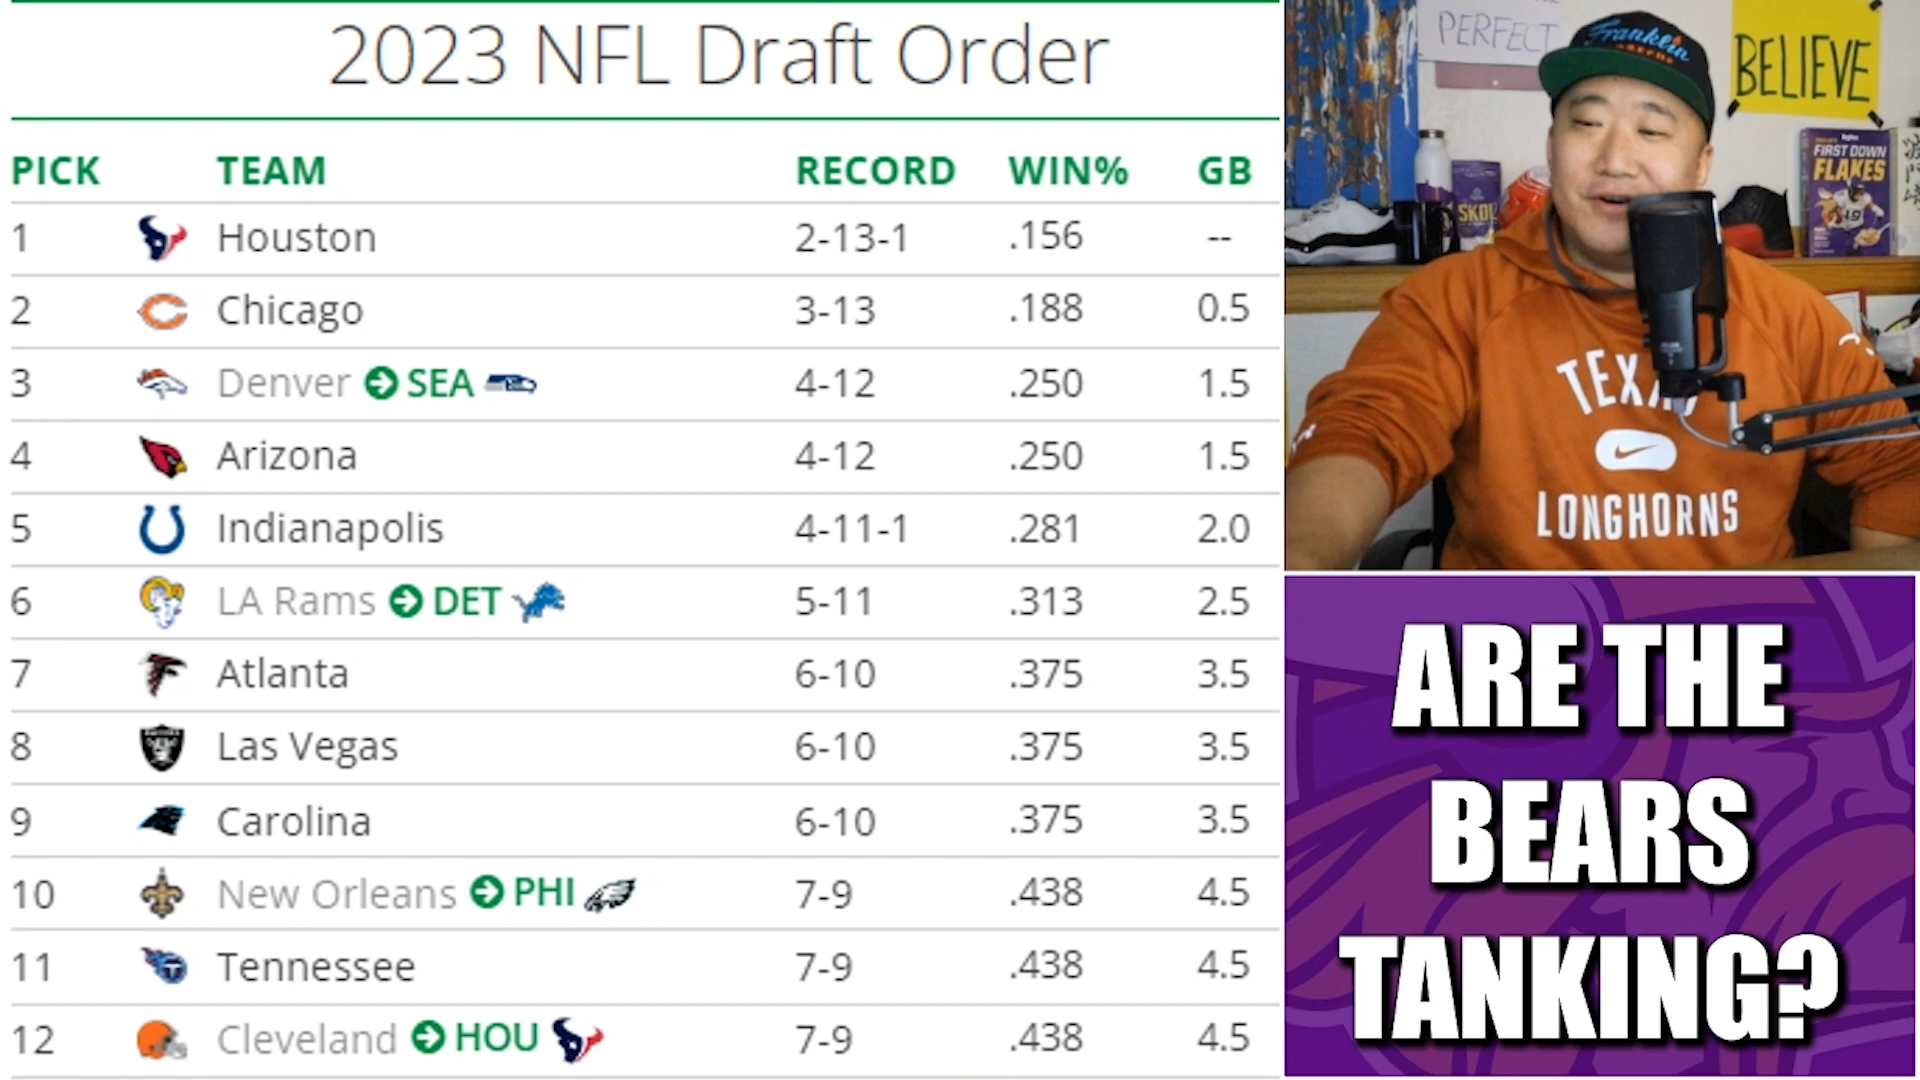 2023 NFL Draft Order
PICK TEAM RECORD WIN% GB
1 Houston 2-13-1 .156 --
2 Chicago 3-13 .188 0.5
3 Denver SEA 4-12 .250 1.5
4 Arizona 4-12 .250 1.5
5 Indianapolis 4-11-1 .281 2.0
6 LA Rams DET 5-11 .313 2.5
7 Atlanta 6-10 .375 3.5
8 Las Vegas 6-10 .375 3.5
9 Carolina 6-10 .375 3.5
10 New Orleans PHI 7-9 .438 4.5
11 Tennessee 7-9 .438 4.5
12 Cleveland HOU 7-9 .438 4.5
PERFECT
BELIEVE
Franklin
FIRST DOWN
FLAKES
19
SKOL
LONGHORNS
ARE THE
BEARS
TANKING?